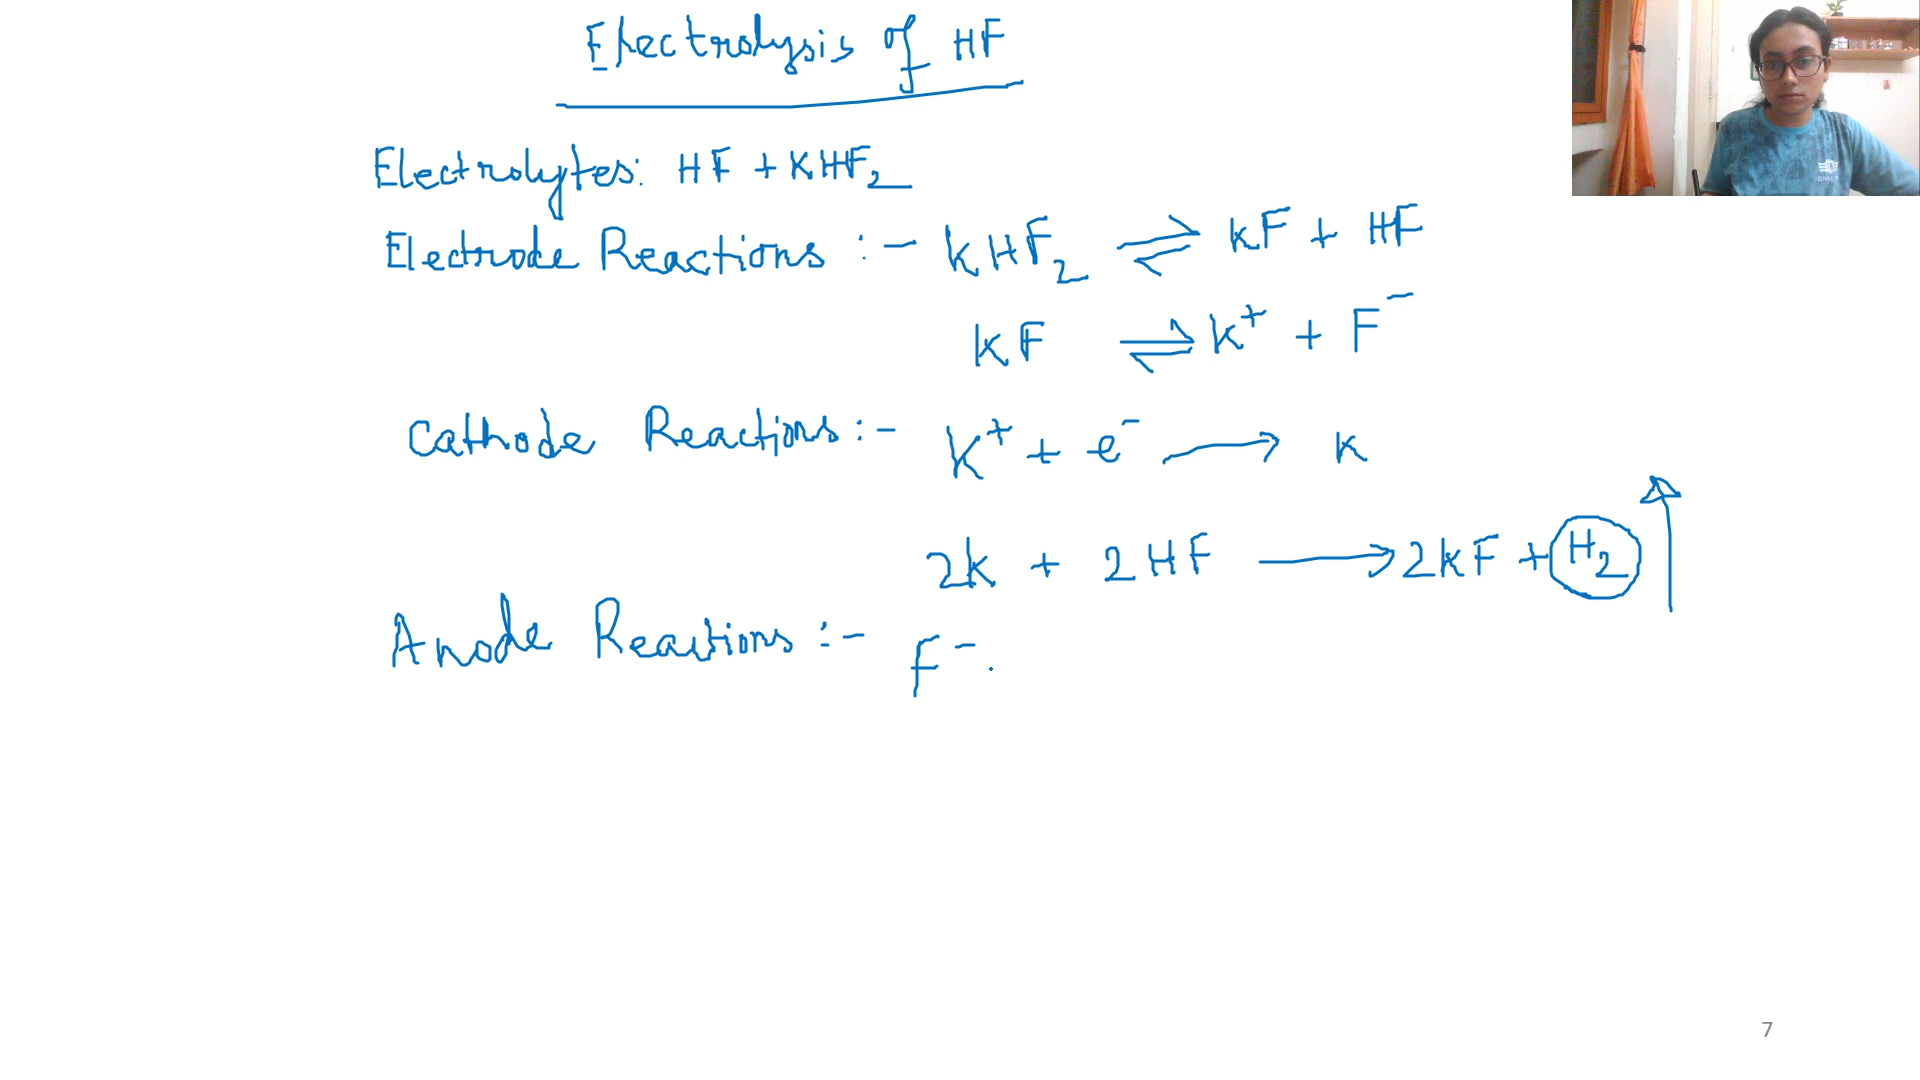 Electrolysis of HF
Electrolytes: HF + KHF₂
Electrode Reactions :- KHF₂ ⇌ KF + HF
KF ⇌ K⁺ + F⁻
Cathode Reactions :- K⁺ + e⁻ → K
2K + 2HF → 2KF + H₂ ↑
Anode Reactions :- F⁻.
7